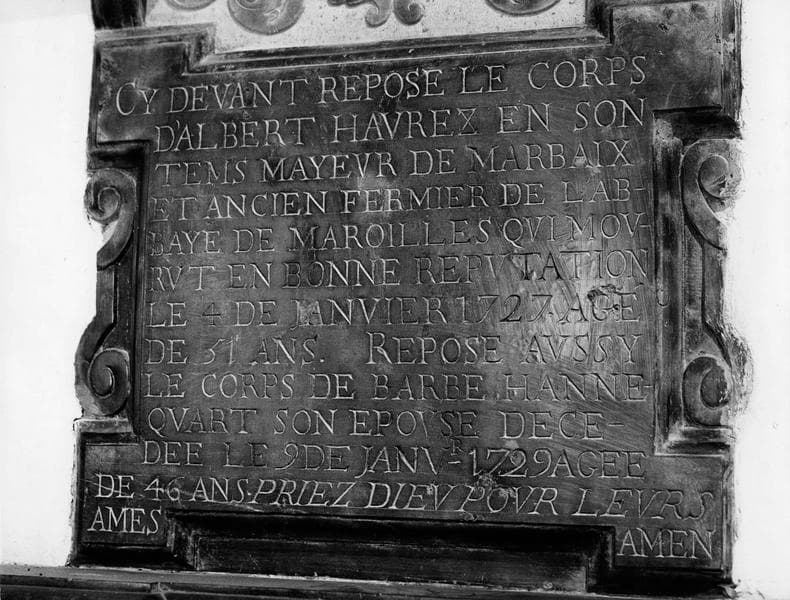 CY DEVANT REPOSE LE CORPS
D'ALBERT HAVREZ EN SON
TEMS MAYEVR DE MARBAIX
ET ANCIEN FERMIER DE L'AB-
BAYE DE MAROILLES QVI MOV-
RVT EN BONNE REPVTATION
LE 4 DE JANVIER 1727 AGÉ
DE 51 ANS. REPOSE AVSSY
LE CORPS DE BARBE HANNE-
QVART SON EPOVSE DECE-
DEE LE 9 DE JANVR- 1729 AGEE
DE 46 ANS. PRIEZ DIEV POVR LEVRS
AMES AMEN